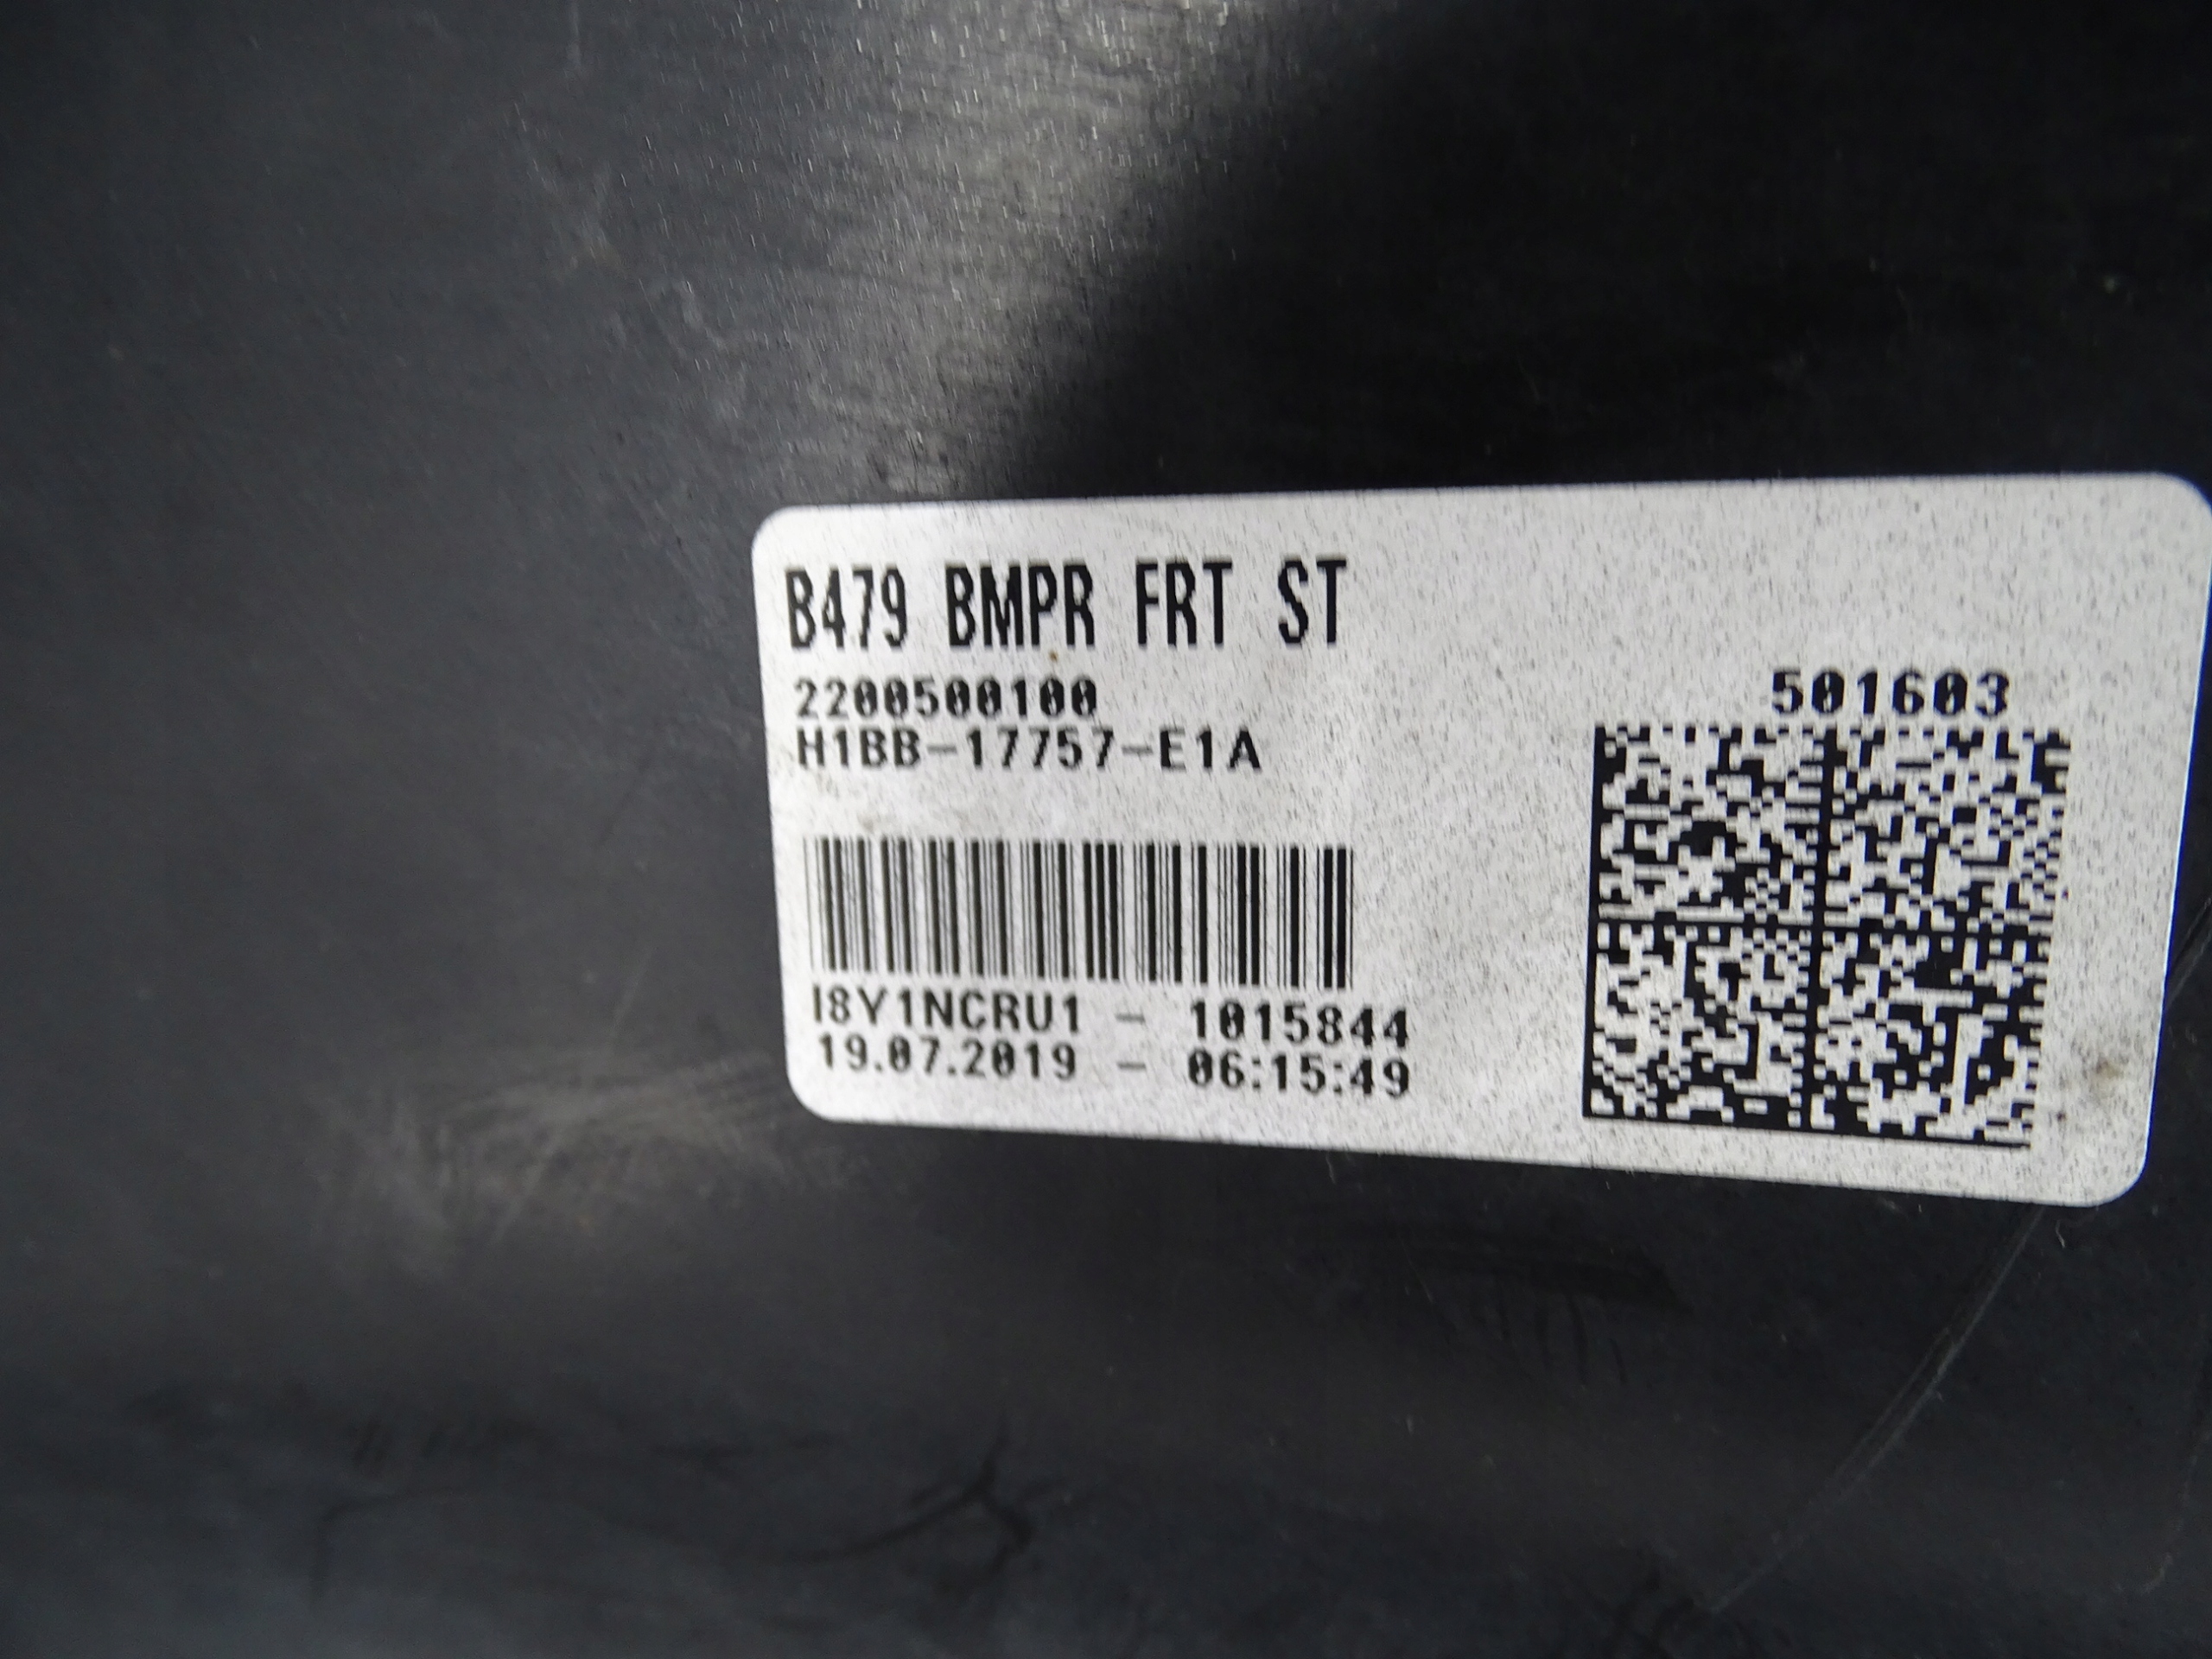 B479 BMPR FRT ST
2200500100
H1BB-17757-E1A
501603
I8Y1NCRU1 - 1015844
19.07.2019 - 06:15:49